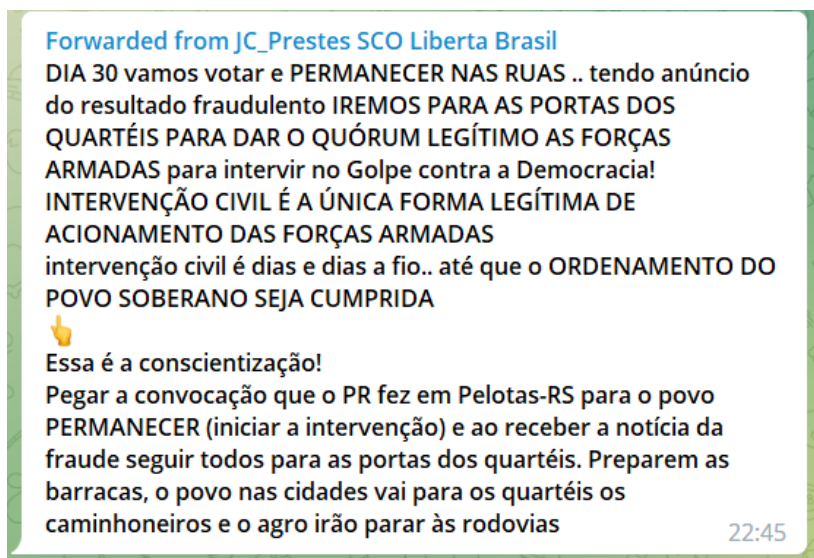 Forwarded from JC_Prestes SCO Liberta Brasil
DIA 30 vamos votar e PERMANECER NAS RUAS .. tendo anúncio
do resultado fraudulento IREMOS PARA AS PORTAS DOS
QUARTÉIS PARA DAR O QUÓRUM LEGÍTIMO AS FORÇAS
ARMADAS para intervir no Golpe contra a Democracia!
INTERVENÇÃO CIVIL É A ÚNICA FORMA LEGÍTIMA DE
ACIONAMENTO DAS FORÇAS ARMADAS
intervenção civil é dias e dias a fio.. até que o ORDENAMENTO DO
POVO SOBERANO SEJA CUMPRIDA
👆
Essa é a conscientização!
Pegar a convocação que o PR fez em Pelotas-RS para o povo
PERMANECER (iniciar a intervenção) e ao receber a notícia da
fraude seguir todos para as portas dos quartéis. Preparem as
barracas, o povo nas cidades vai para os quartéis os
caminhoneiros e o agro irão parar às rodovias
22:45